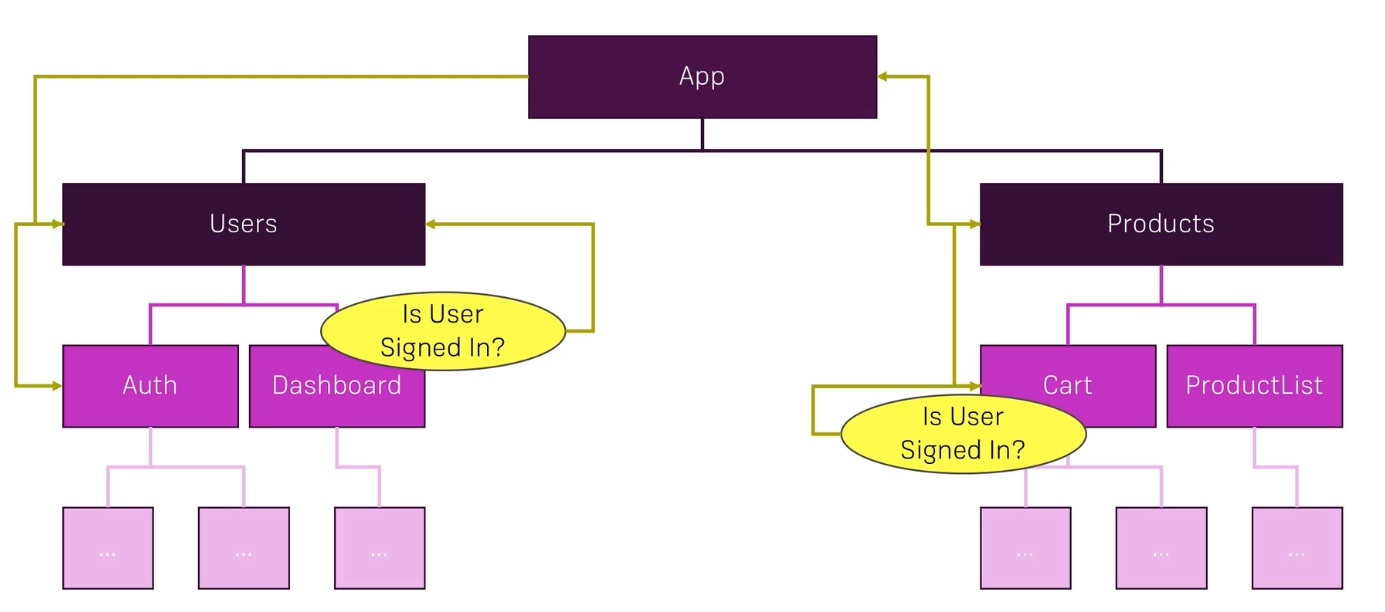 App
Users
Products
Is User
Signed In?
Auth
Dashboard
Cart
ProductList
Is User
Signed In?
...
...
...
...
...
...